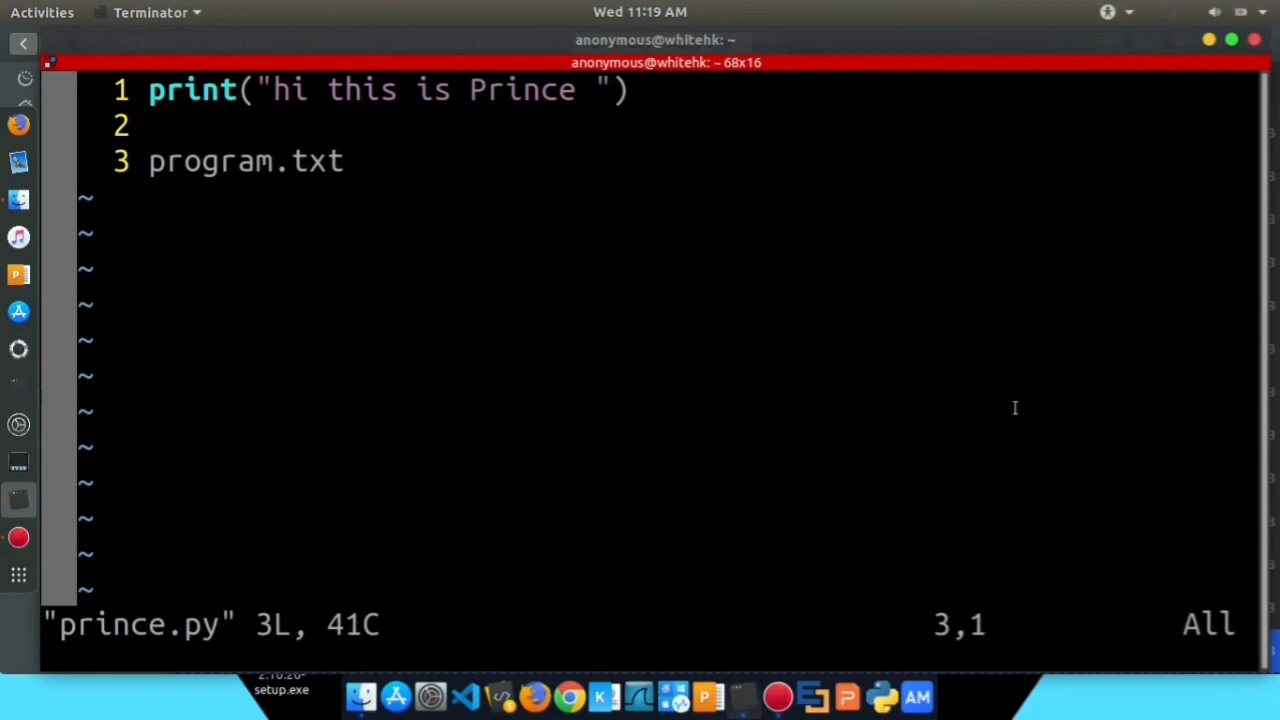 Activities Terminator Wed 11:19 AM
anonymous@whitehk: ~
anonymous@whitehk: ~ 68x16
1 print("hi this is Prince ")
2
3 program.txt
~
~
~
~
~
~
~
~
~
~
~
~
"prince.py" 3L, 41C 3,1 All
setup.exe
AM